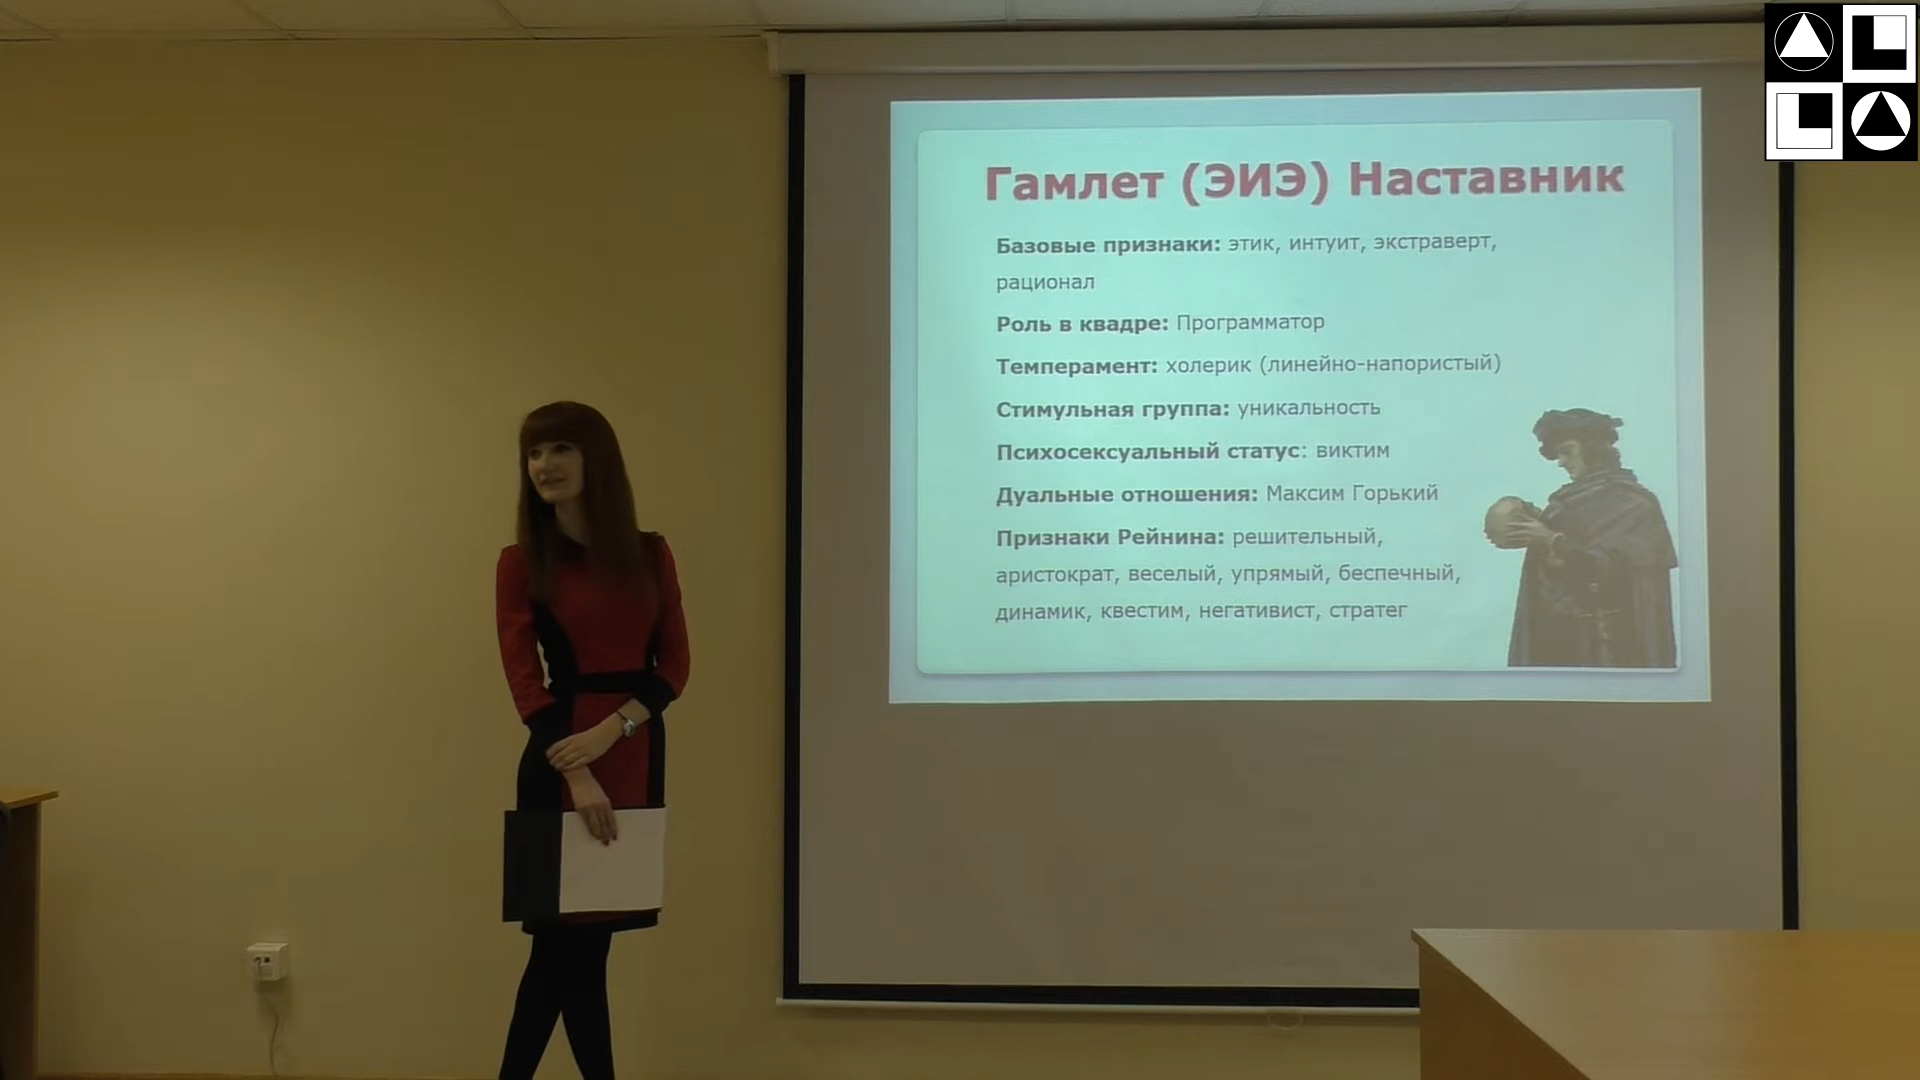 Гамлет (ЭИЭ) Наставник
Базовые признаки: этик, интуит, экстраверт,
рационал
Роль в квадре: Программатор
Темперамент: холерик (линейно-напористый)
Стимульная группа: уникальность
Психосексуальный статус: виктим
Дуальные отношения: Максим Горький
Признаки Рейнина: решительный,
аристократ, веселый, упрямый, беспечный,
динамик, квестим, негативист, стратег